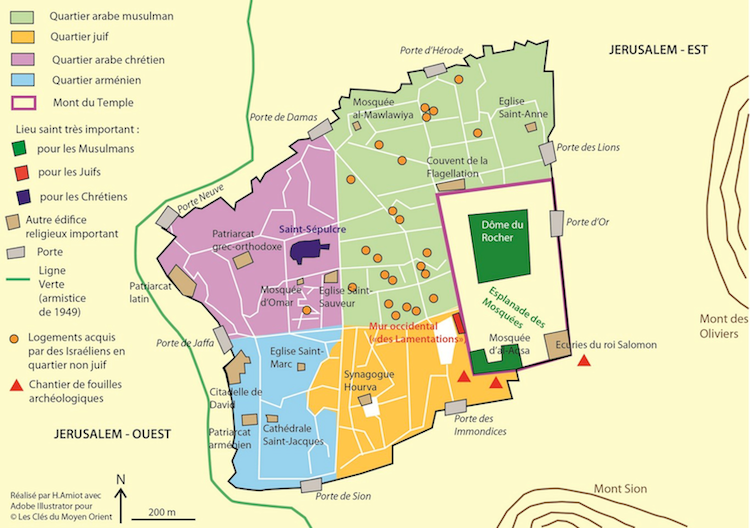 Quartier arabe musulman
Quartier juif
Quartier arabe chrétien
Quartier arménien
Mont du Temple
Lieu saint très important :
pour les Musulmans
pour les Juifs
pour les Chrétiens
Autre édifice
religieux important
Porte
Ligne
Verte
(armistice
de 1949)
Logements acquis
par des Israéliens en
quartier non juif
Chantier de fouilles
archéologiques
JERUSALEM - OUEST
Réalisé par H.Amiot avec
Adobe Illustrator pour
© Les Clés du Moyen Orient
N
200 m
JERUSALEM - EST
Porte d'Hérode
Mosquée
al-Mawlawiya
Eglise
Saint-Anne
Porte de Damas
Porte des Lions
Couvent de la
Flagellation
Porte Neuve
Dôme du
Rocher
Porte d'Or
Saint-Sépulcre
Patriarcat
grec-orthodoxe
Patriarcat
latin
Mosquée
d'Omar
Eglise Saint-
Sauveur
Esplanade des
Mosquées
Mont des
Oliviers
Mur occidental
(«des Lamentations»)
Mosquée
d'al-Aqsa
Ecuries du roi Salomon
Porte de Jaffa
Eglise Saint-
Marc
Synagogue
Hourva
Citadelle de
David
Patriarcat
arménien
Cathédrale
Saint-Jacques
Porte des
Immondices
Porte de Sion
Mont Sion